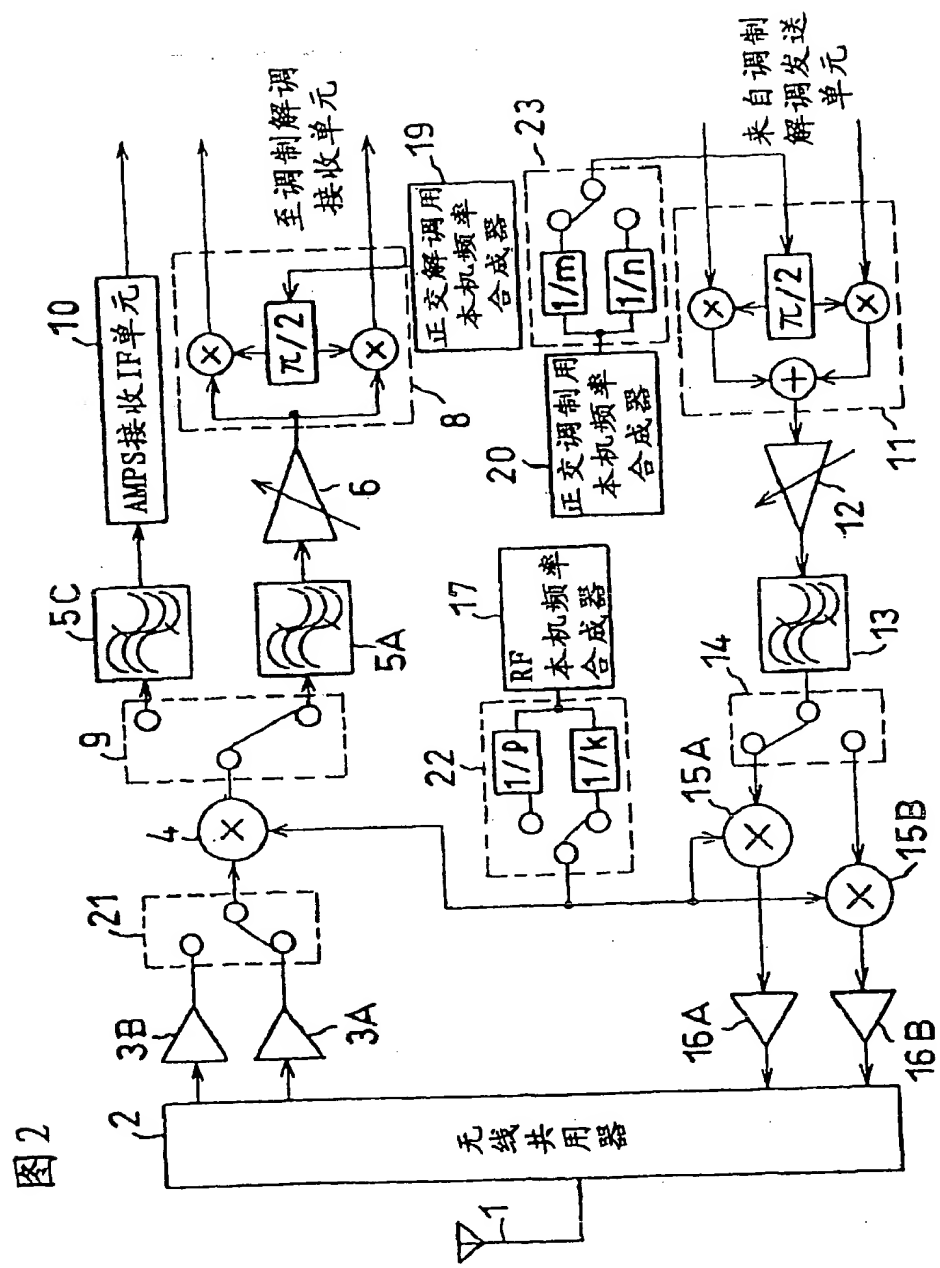 图2
1
2
无线共用器
3B
3A
21
4
9
5C
5A
10
AMPS接收IF单元
6
8
×
π/2
×
至调制解调
接收单元
19
正交解调用
本机频率
合成器
×
22
1/p
1/k
17
RF
本机频率
合成器
20
正交调制用
本机频率
合成器
23
1/m
1/n
16A
16B
15A
×
15B
×
14
13
12
11
+
×
π/2
×
来自调制
解调发送
单元